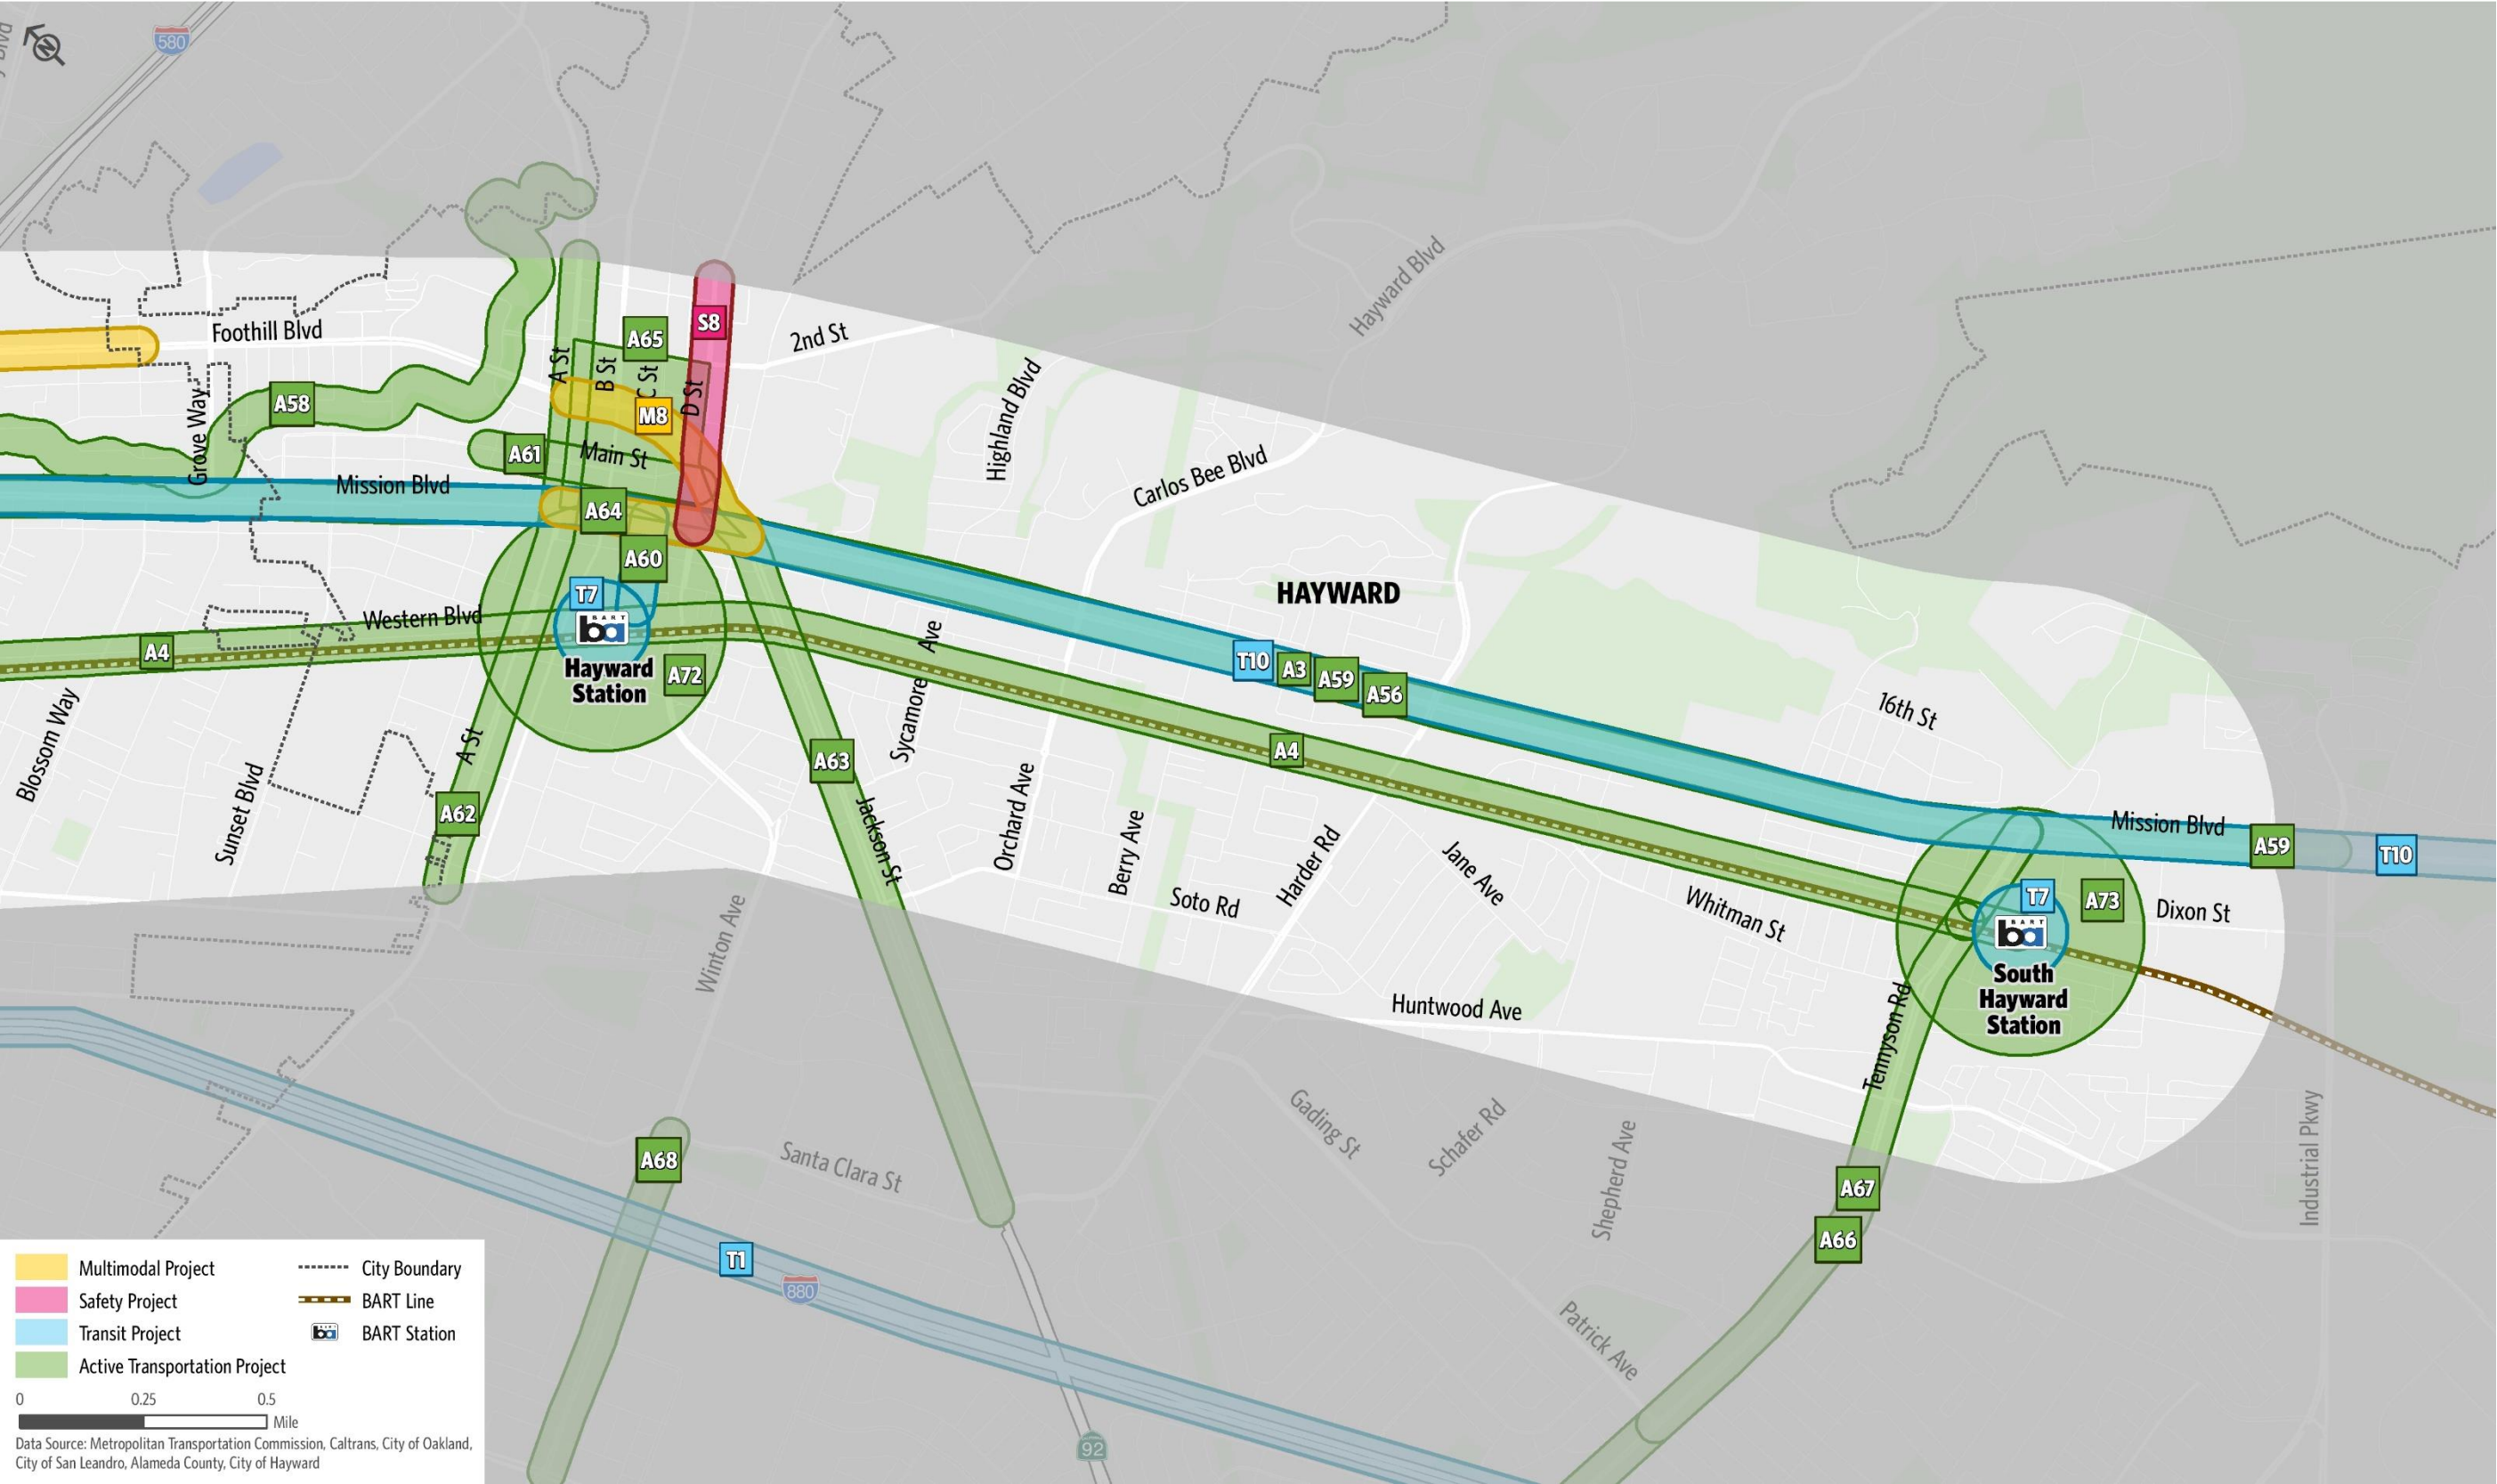 580
N
Foothill Blvd
A St
B St
C St
D St
A65
S8
2nd St
Hayward Blvd
Grove Way
A58
M8
A61
Main St
Highland Blvd
Carlos Bee Blvd
Mission Blvd
A64
A60
T7
BART
ba
Hayward
Station
A72
Western Blvd
A4
HAYWARD
T10
A3
A59
A56
Sycamore Ave
16th St
Blossom Way
Sunset Blvd
A St
A62
A63
Jackson St
A4
Orchard Ave
Berry Ave
Soto Rd
Harder Rd
Jane Ave
Whitman St
Mission Blvd
A59
T10
T7
A73
Dixon St
BART
ba
South
Hayward
Station
Winton Ave
Huntwood Ave
Tennyson Rd
Gading St
Schafer Rd
Shepherd Ave
Industrial Pkwy
A68
Santa Clara St
A67
A66
T1
880
Patrick Ave
92
Multimodal Project
Safety Project
Transit Project
Active Transportation Project
City Boundary
BART Line
BART Station
0 0.25 0.5
Mile
Data Source: Metropolitan Transportation Commission, Caltrans, City of Oakland,
City of San Leandro, Alameda County, City of Hayward